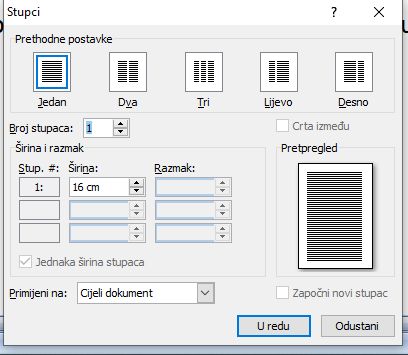 Stupci
Prethodne postavke
Jedan Dva Tri Lijevo Desno
Broj stupaca: 1
Crta između
Širina i razmak
Pretpregled
Stup. #: Širina: Razmak:
1: 16 cm
Jednaka širina stupaca
Primijeni na: Cijeli dokument
Započni novi stupac
U redu Odustani